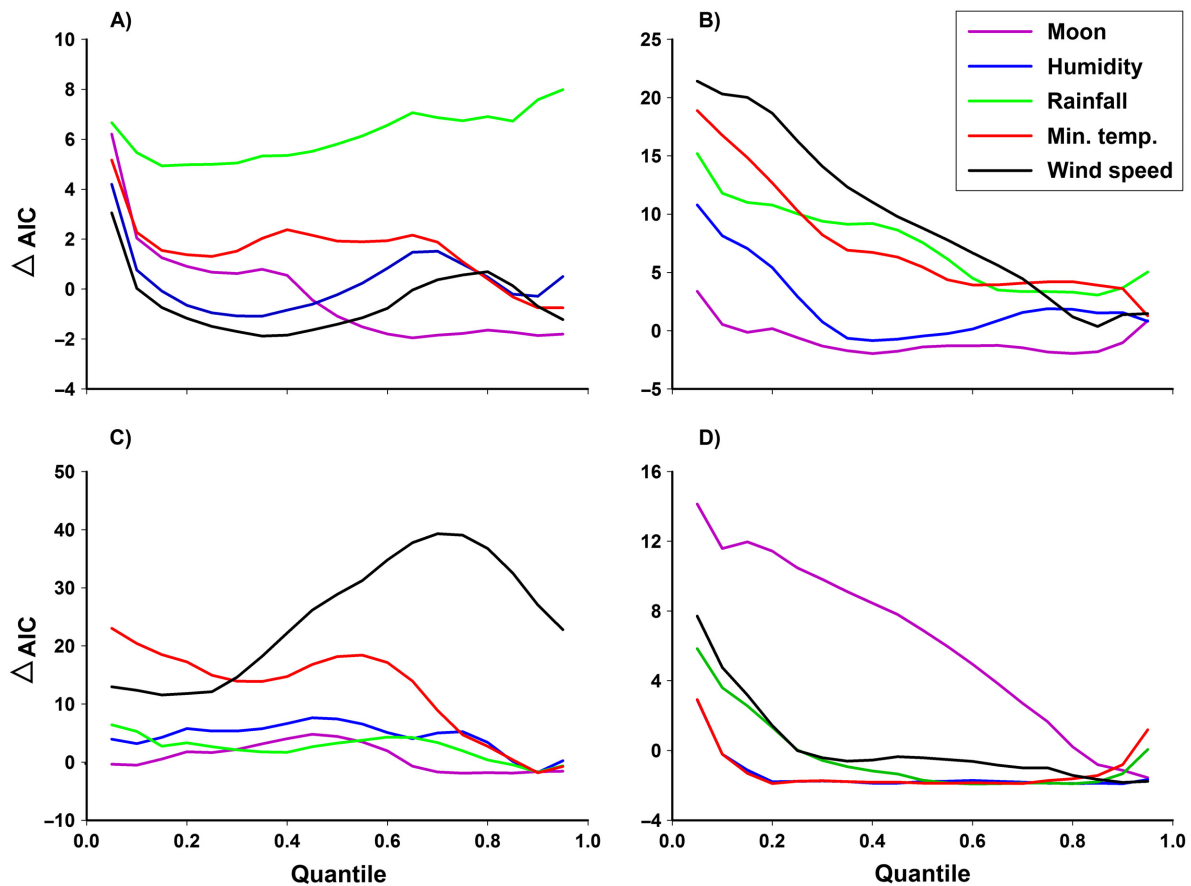 A)
10
8
6
4
2
0
−2
−4
△ AIC
B)
25
20
15
10
5
0
−5
Moon
Humidity
Rainfall
Min. temp.
Wind speed
C)
50
40
30
20
10
0
−10
△ AIC
0.0 0.2 0.4 0.6 0.8 1.0
Quantile
D)
16
12
8
4
0
−4
0.0 0.2 0.4 0.6 0.8 1.0
Quantile